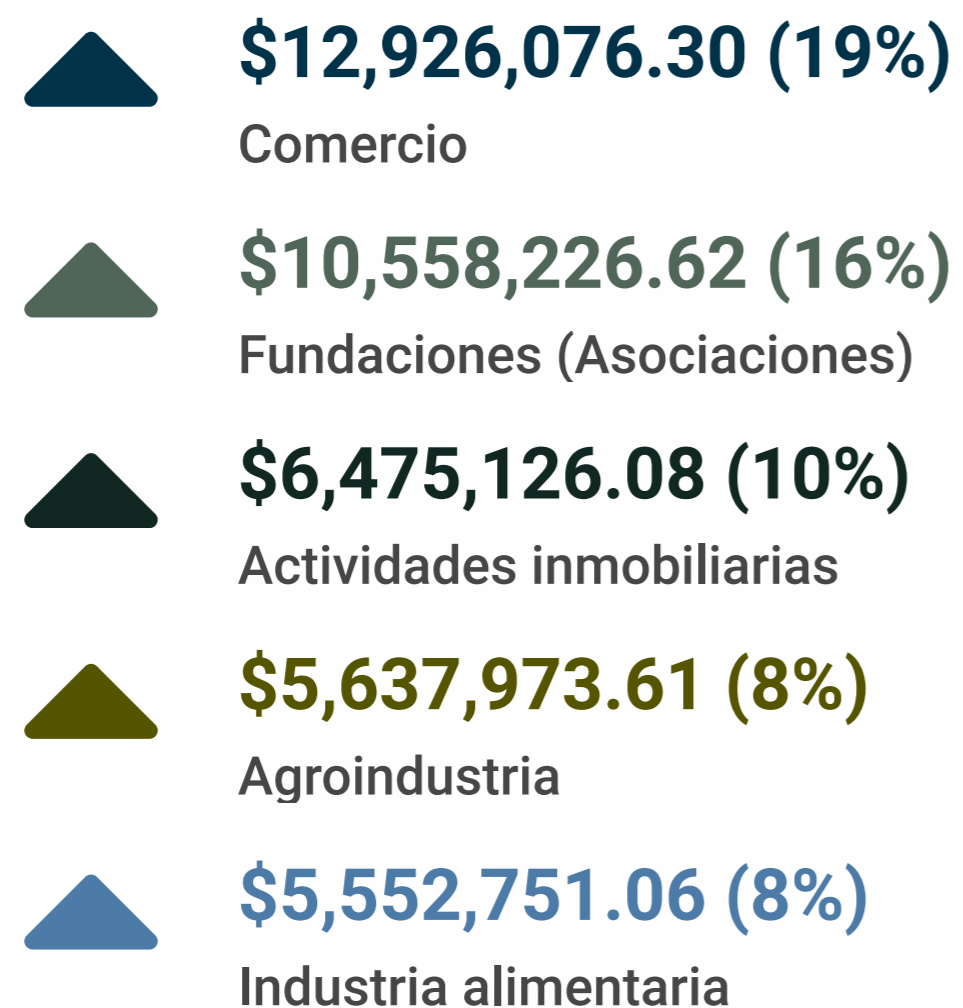 $12,926,076.30 (19%)
Comercio
$10,558,226.62 (16%)
Fundaciones (Asociaciones)
$6,475,126.08 (10%)
Actividades inmobiliarias
$5,637,973.61 (8%)
Agroindustria
$5,552,751.06 (8%)
Industria alimentaria